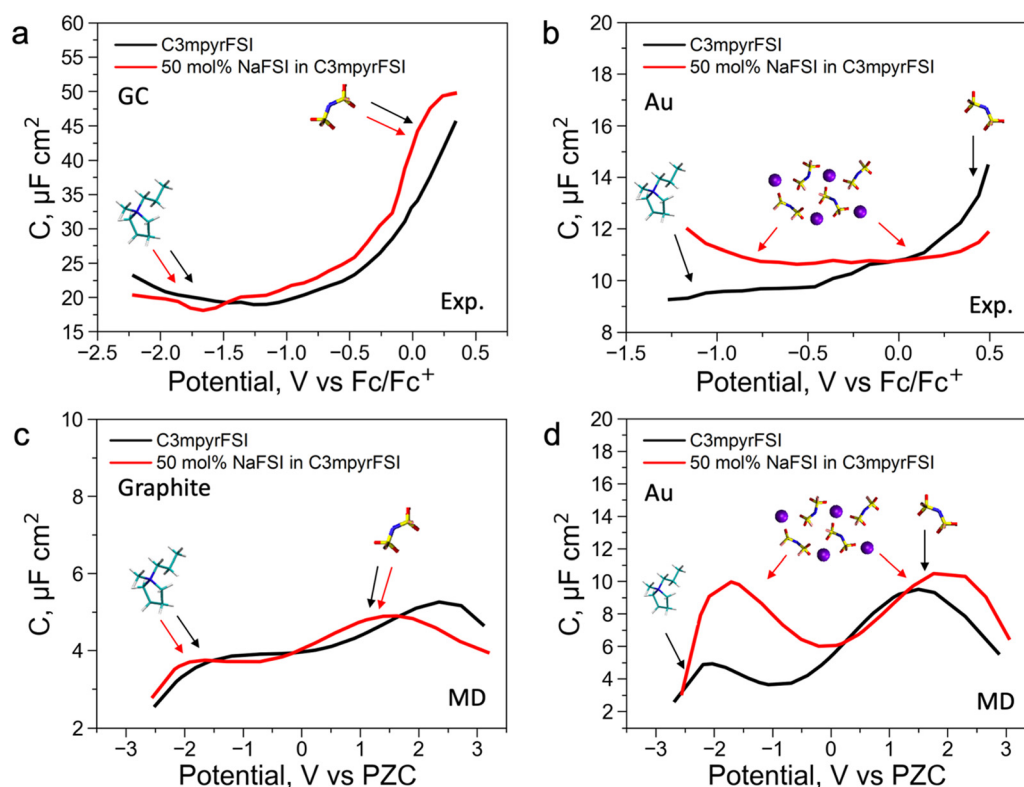 a
60
55
50
45
40
35
30
25
20
15
C, μF cm²
C3mpyrFSI
50 mol% NaFSI in C3mpyrFSI
GC
Exp.
−2.5 −2.0 −1.5 −1.0 −0.5 0.0 0.5
Potential, V vs Fc/Fc⁺
b
20
18
16
14
12
10
8
C, μF cm²
C3mpyrFSI
50 mol% NaFSI in C3mpyrFSI
Au
Exp.
−1.5 −1.0 −0.5 0.0 0.5
Potential, V vs Fc/Fc⁺
c
10
8
6
4
2
C, μF cm²
C3mpyrFSI
50 mol% NaFSI in C3mpyrFSI
Graphite
MD
−3 −2 −1 0 1 2 3
Potential, V vs PZC
d
20
18
16
14
12
10
8
6
4
2
C, μF cm²
C3mpyrFSI
50 mol% NaFSI in C3mpyrFSI
Au
MD
−3 −2 −1 0 1 2 3
Potential, V vs PZC